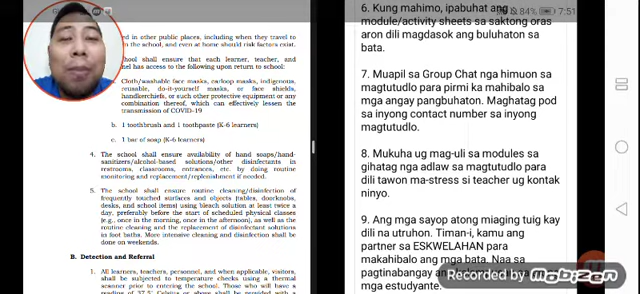 rd in other public places, including when they travel to
in the school, and even at home should risk factors exist.
hool shall ensure that each learner, teacher, and
nel has access to the following upon return to school:
Cloth/washable face masks, earloop masks, indigenous,
reusable, do-it-yourself masks, or face shields,
handkerchiefs, or such other protective equipment or any
combination thereof, which can effectively lessen the
transmission of COVID-19
b. 1 toothbrush and 1 toothpaste (K-6 learners)
c. 1 bar of soap (K-6 learners)
4. The school shall ensure availability of hand soaps/hand-
sanitizers/alcohol-based solutions/other disinfectants in
restrooms, classrooms, entrances, etc. by doing routine
monitoring and replacement/replenishment if needed.
5. The school shall ensure routine cleaning/disinfection of
frequently touched surfaces and objects (tables, doorknobs,
desks, and school items) using bleach solution at least twice a
day, preferably before the start of scheduled physical classes
(e.g., once in the morning, once in the afternoon), as well as the
routine cleaning and the replacement of disinfectant solutions
in foot baths. More intensive cleaning and disinfection shall be
done on weekends.
B. Detection and Referral
1. All learners, teachers, personnel, and when applicable, visitors,
shall be subjected to temperature checks using a thermal
scanner prior to entering the school. Those who will have a
84% 7:51
6. Kung mahimo, ipabuhat ang
module/activity sheets sa saktong oras
aron dili magdasok ang buluhaton sa
bata.
7. Muapil sa Group Chat nga himuon sa
magtutudlo para pirmi ka mahibalo sa
mga angay pangbuhaton. Maghatag pod
sa inyong contact number sa inyong
magtutudlo.
8. Mukuha ug mag-uli sa modules sa
gihatag nga adlaw sa magtutudlo para
dili tawon ma-stress si teacher ug kontak
ninyo.
9. Ang mga sayop atong miaging tuig kay
dili na utruhon. Timan-i, kamu ang
partner sa ESKWELAHAN para
makahibalo ang mga bata. Naa sa
pagtinabangay an
mga estudyante.
Recorded by mobizen